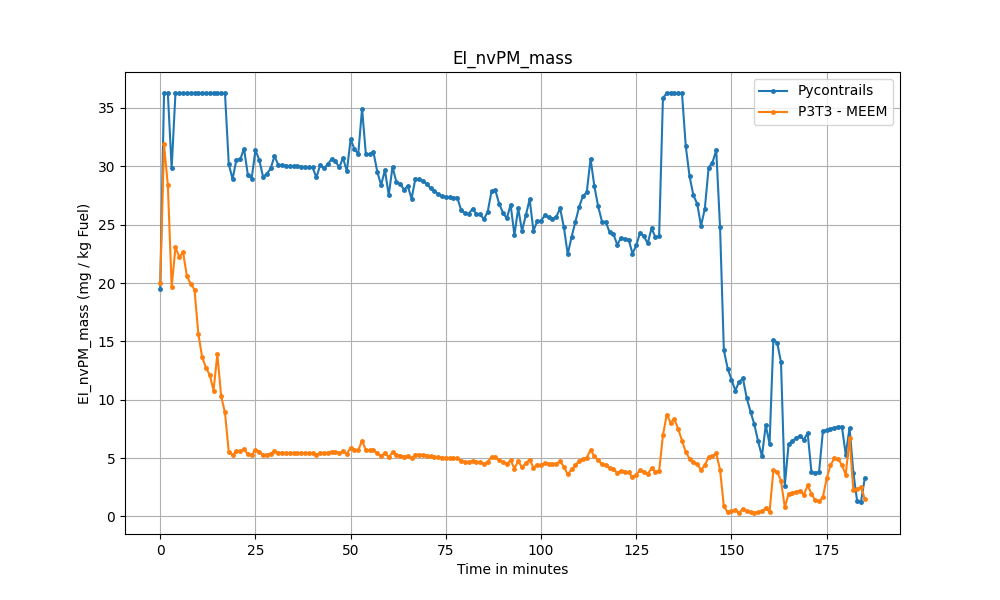 EI_nvPM_mass
Pycontrails
P3T3 - MEEM
EI_nvPM_mass (mg / kg Fuel)
35
30
25
20
15
10
5
0
0 25 50 75 100 125 150 175
Time in minutes